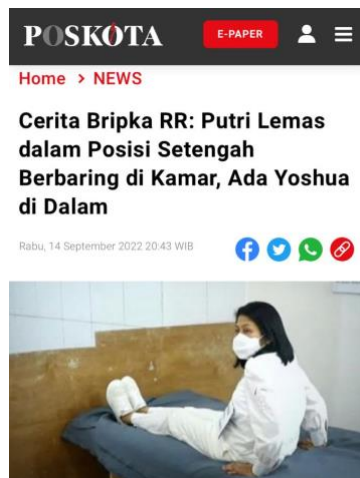 POSKOTA
E-PAPER
Home > NEWS
Cerita Bripka RR: Putri Lemas
dalam Posisi Setengah
Berbaring di Kamar, Ada Yoshua
di Dalam
Rabu, 14 September 2022 20:43 WIB